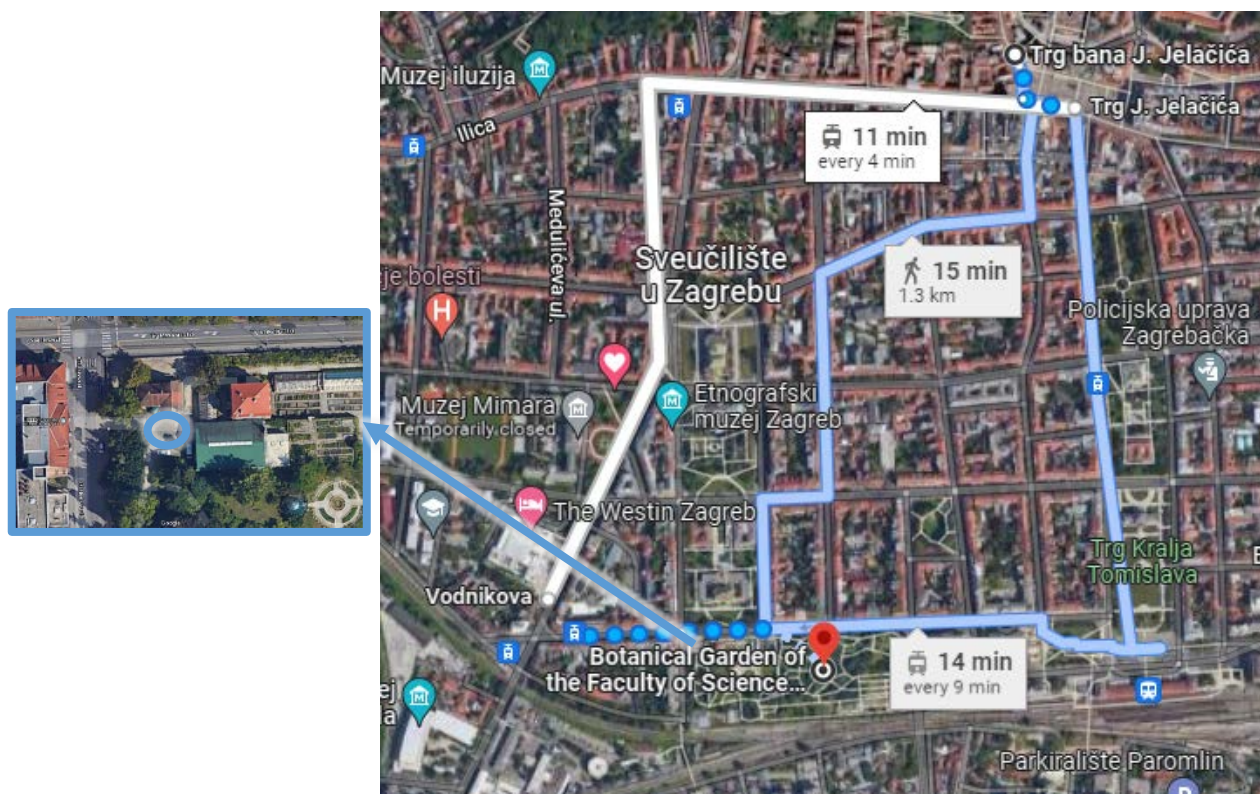 Trg bana J. Jelačića
Muzej iluzija
Trg J. Jelačića
Ilica
11 min
every 4 min
Medulićeva ul.
Sveučilište
u Zagrebu
je bolesti
15 min
1.3 km
Policijska uprava
Zagrebačka
Etnografski
muzej Zagreb
Muzej Mimara
Temporarily closed
The Westin Zagreb
Trg Kralja
Tomislava
Vodnikova
Botanical Garden of
the Faculty of Science...
14 min
every 9 min
ej
la
Parkiralište Paromlin
Google